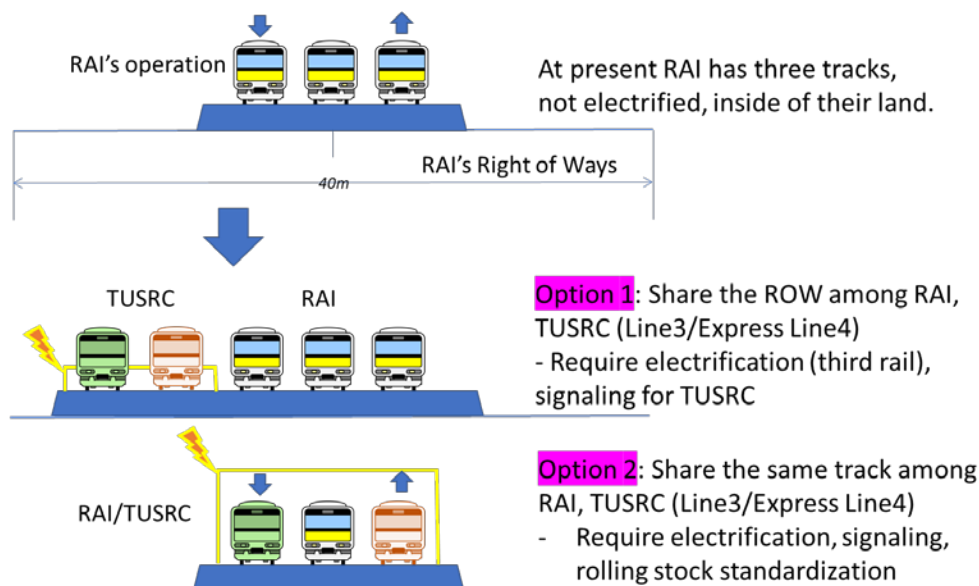 RAI's operation
At present RAI has three tracks,
not electrified, inside of their land.
RAI's Right of Ways
40m
TUSRC
RAI
Option 1: Share the ROW among RAI,
TUSRC (Line3/Express Line4)
- Require electrification (third rail),
signaling for TUSRC
RAI/TUSRC
Option 2: Share the same track among
RAI, TUSRC (Line3/Express Line4)
- Require electrification, signaling,
rolling stock standardization